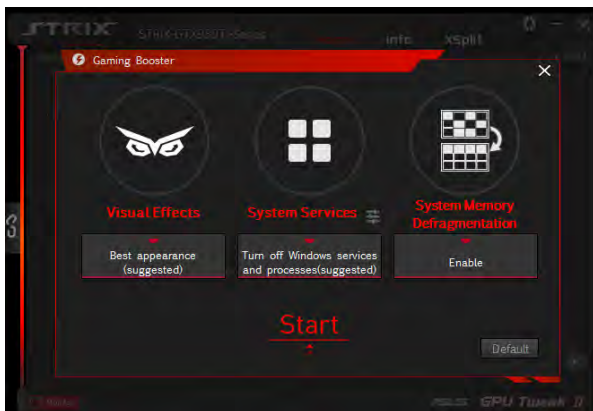 STRIX
Info
XSplit
Gaming Booster
Visual Effects
System Services
System Memory
Defragmentation
Best appearance
(suggested)
Turn off Windows services
and processes(suggested)
Enable
Start
Default
ASUS GPU Tweak II